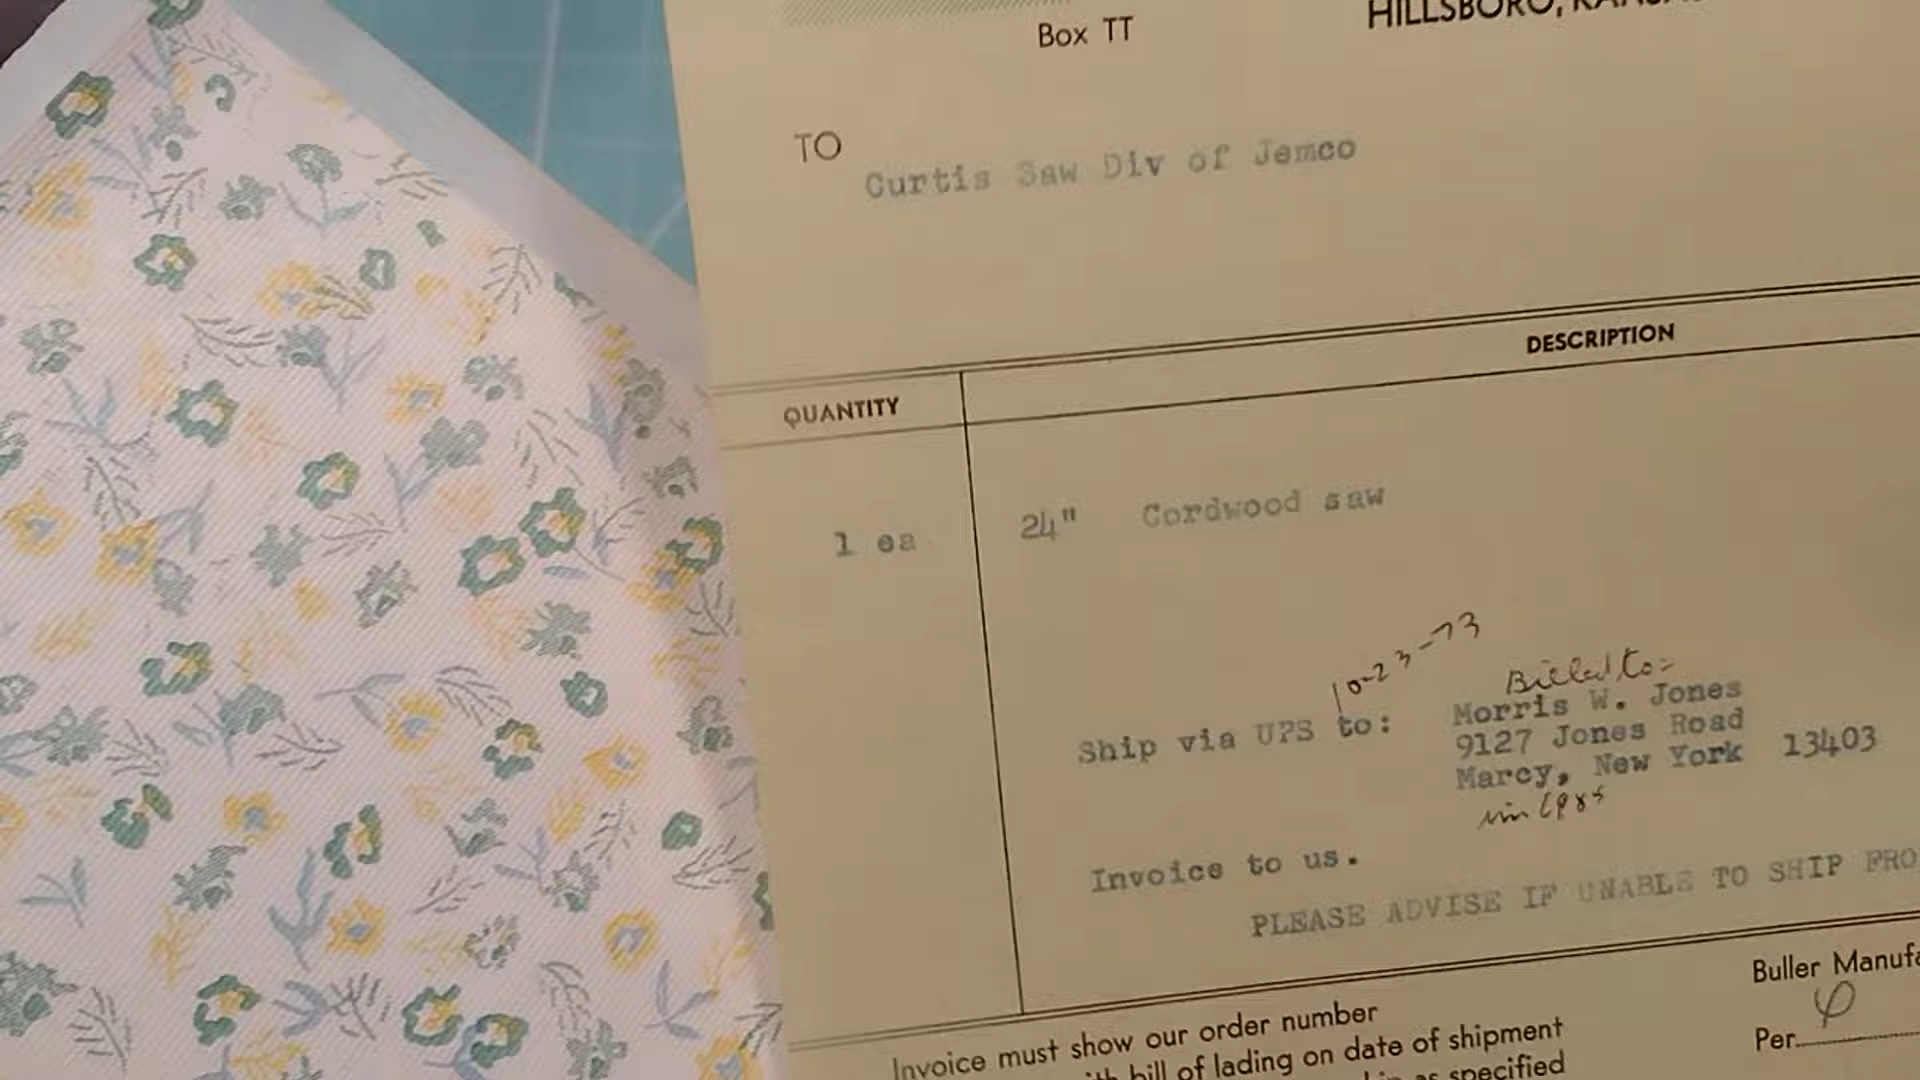 Box TT
HILLSBORO,
TO
Curtis Saw Div of Jemco
QUANTITY
DESCRIPTION
1 ea
24" Cordwood saw
10-23-73
Billed to:
Ship via UPS to: Morris W. Jones
9127 Jones Road
Marcy, New York 13403
Invoice to us.
PLEASE ADVISE IF UNABLE TO SHIP
Buller
Per
Invoice must show our order number
bill of lading on date of shipment
as specified